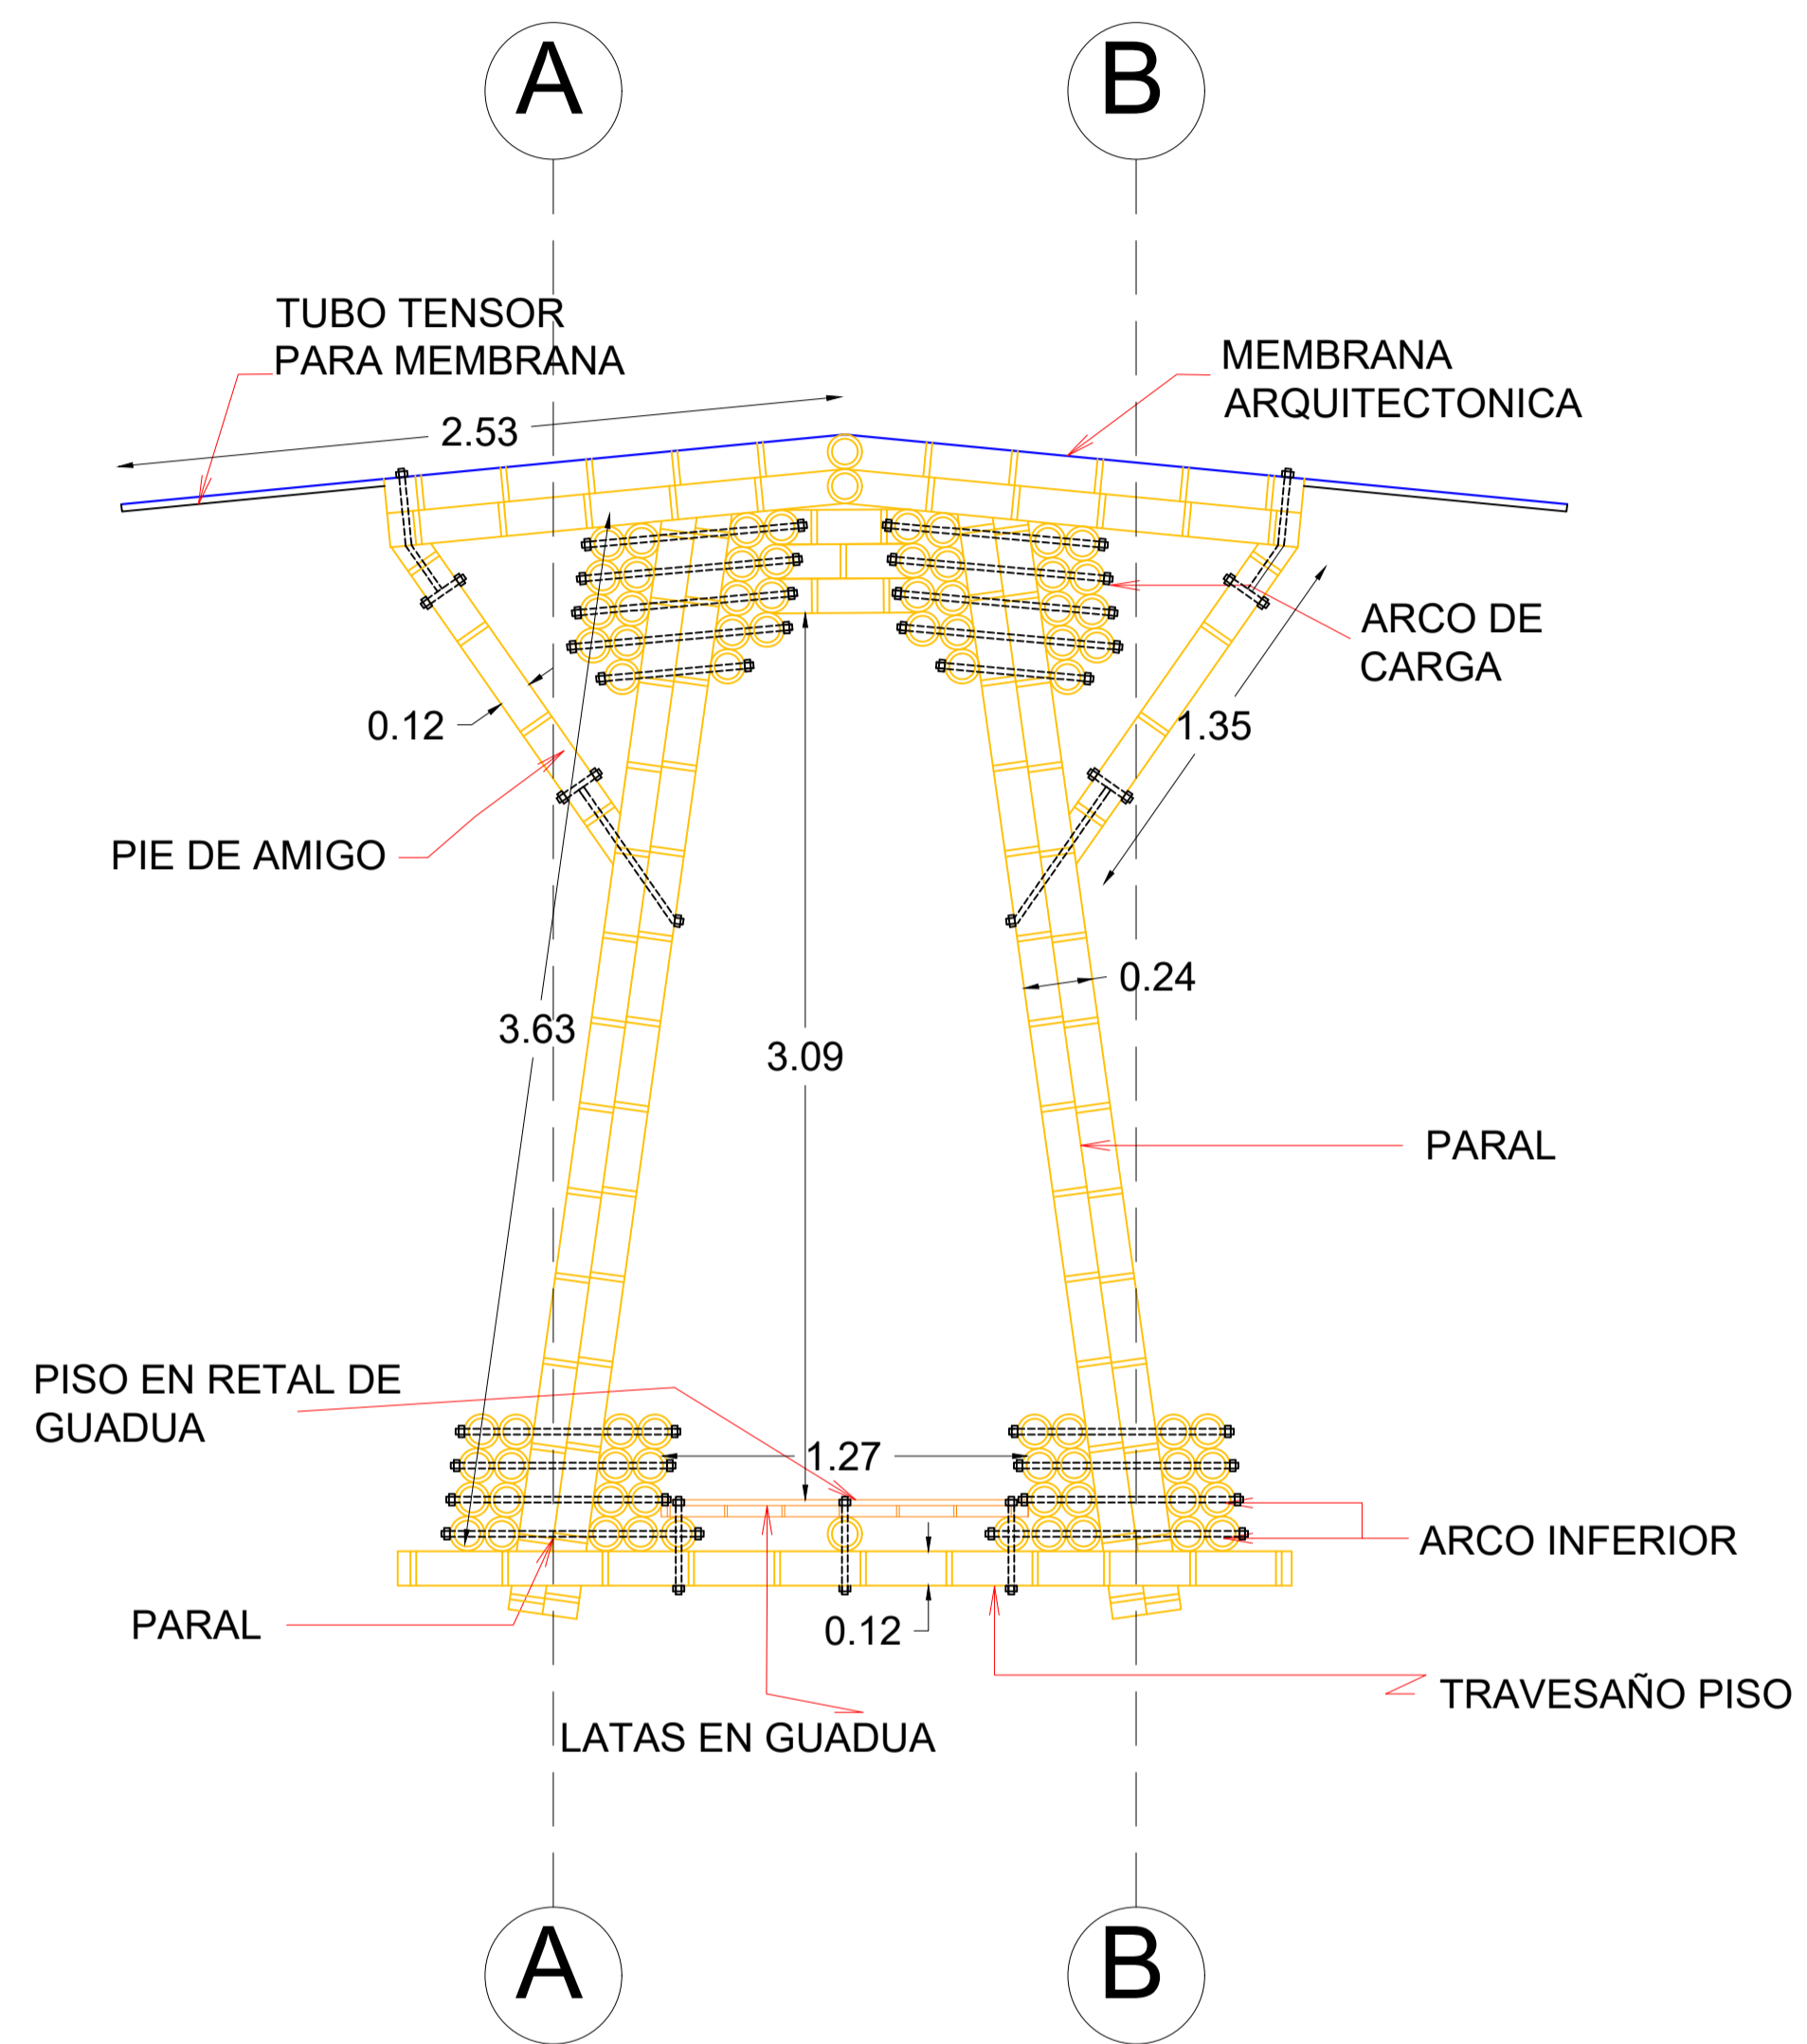 A
B
TUBO TENSOR
PARA MEMBRANA
MEMBRANA
ARQUITECTONICA
2.53
ARCO DE
CARGA
0.12
1.35
PIE DE AMIGO
0.24
3.63
3.09
PARAL
PISO EN RETAL DE
GUADUA
1.27
ARCO INFERIOR
PARAL
0.12
TRAVESAÑO PISO
LATAS EN GUADUA
A
B